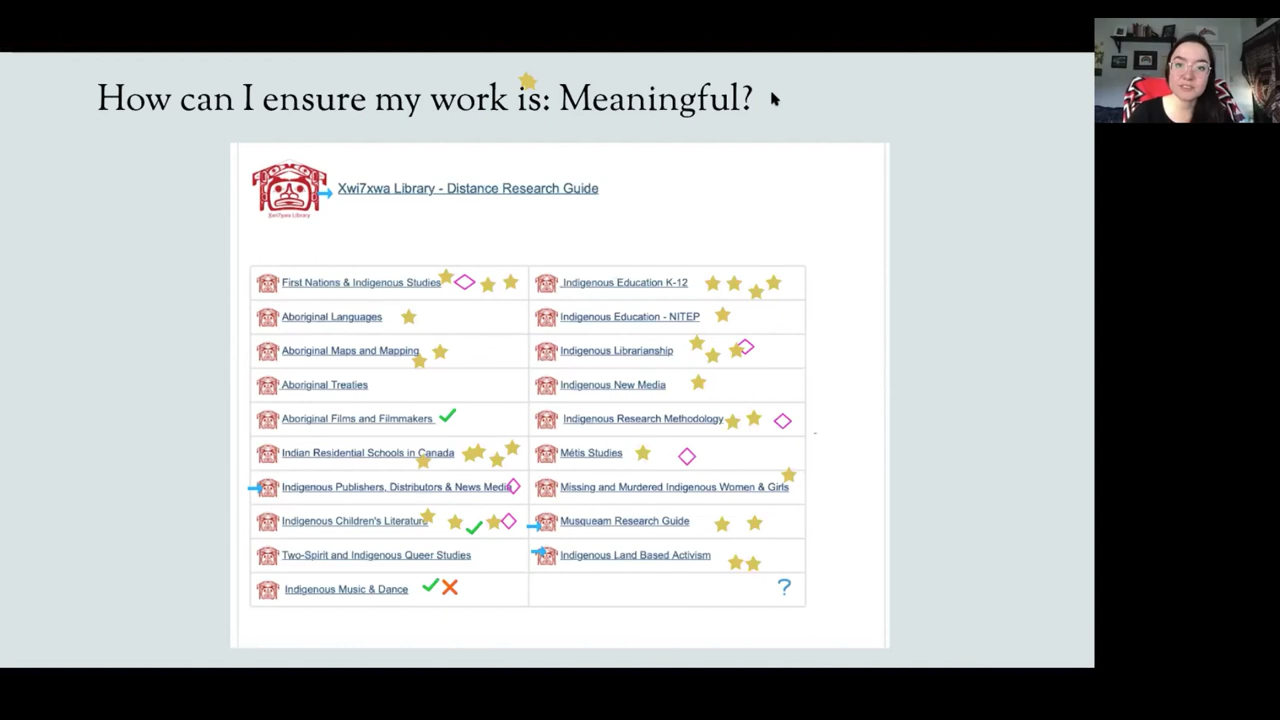 How can I ensure my work is: Meaningful?
Xwi7xwa Library
Xwi7xwa Library - Distance Research Guide
First Nations & Indigenous Studies
Indigenous Education K-12
Aboriginal Languages
Indigenous Education - NITEP
Aboriginal Maps and Mapping
Indigenous Librarianship
Aboriginal Treaties
Indigenous New Media
Aboriginal Films and Filmmakers
Indigenous Research Methodology
Indian Residential Schools in Canada
Métis Studies
Indigenous Publishers, Distributors & News Media
Missing and Murdered Indigenous Women & Girls
Indigenous Children's Literature
Musqueam Research Guide
Two-Spirit and Indigenous Queer Studies
Indigenous Land Based Activism
Indigenous Music & Dance
?